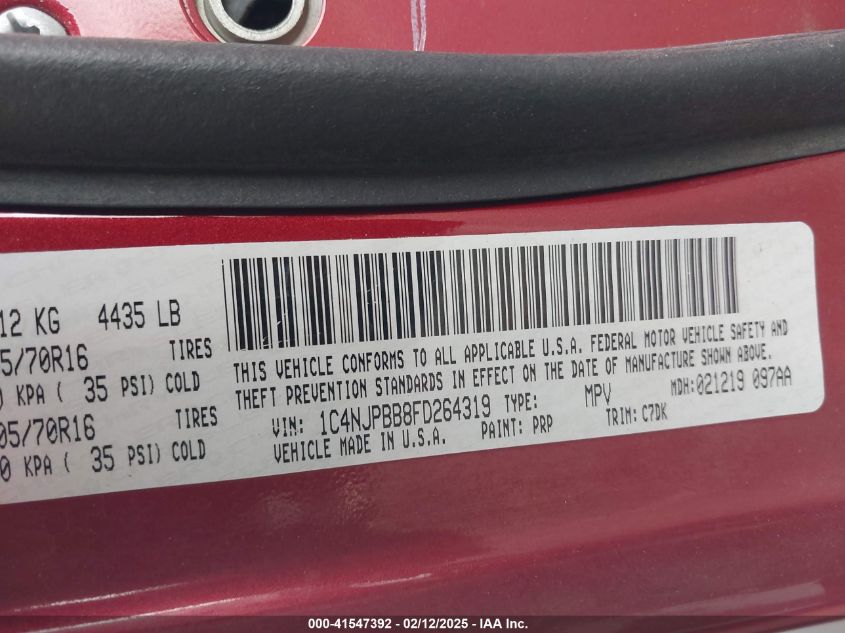 12 KG 4435 LB
5/70R16 TIRES
KPA ( 35 PSI) COLD
05/70R16 TIRES
0 KPA ( 35 PSI) COLD
THIS VEHICLE CONFORMS TO ALL APPLICABLE U.S.A. FEDERAL MOTOR VEHICLE SAFETY AND
THEFT PREVENTION STANDARDS IN EFFECT ON THE DATE OF MANUFACTURE SHOWN ABOVE.
VIN: 1C4NJPBB8FD264319 TYPE: MPV MDH:021219 097AA
VEHICLE MADE IN U.S.A. PAINT: PRP TRIM: C7DK
000-41547392 - 02/12/2025 - IAA Inc.